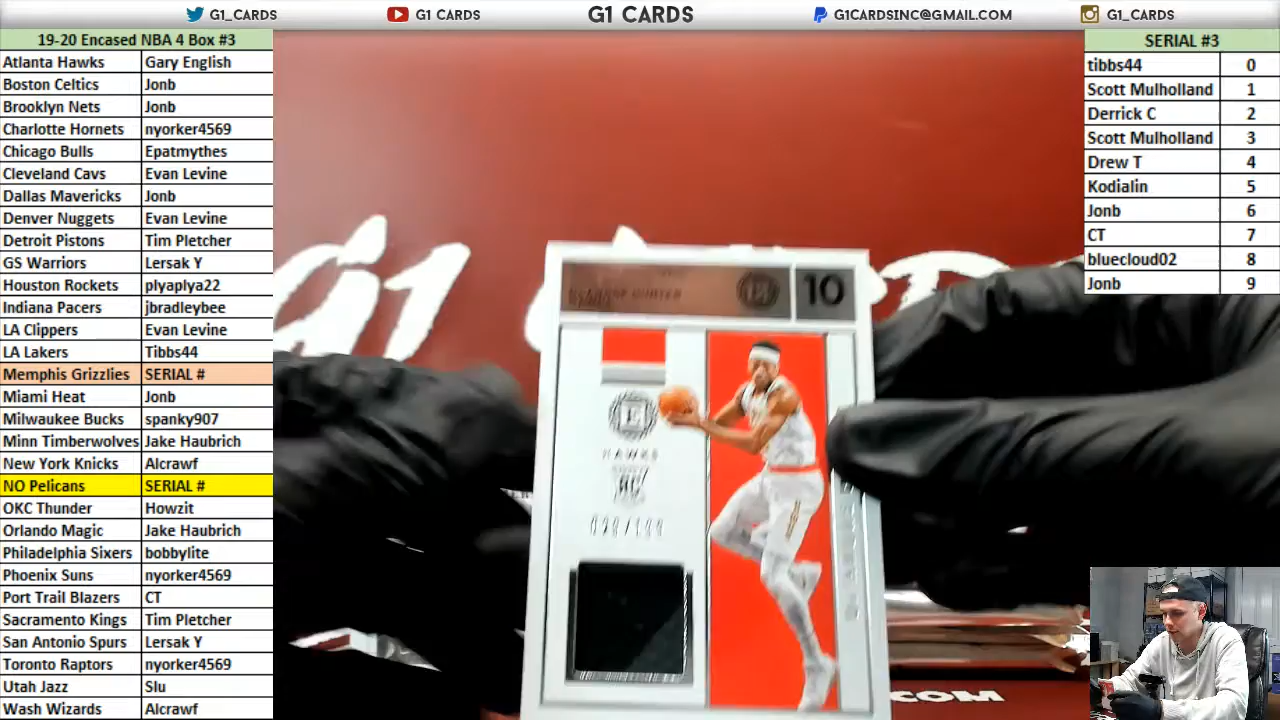 G1_CARDS
G1 CARDS
G1 CARDS
G1CARDSINC@GMAIL.COM
G1_CARDS
19-20 Encased NBA 4 Box #3
Atlanta Hawks Gary English
Boston Celtics Jonb
Brooklyn Nets Jonb
Charlotte Hornets nyorker4569
Chicago Bulls Epatmythes
Cleveland Cavs Evan Levine
Dallas Mavericks Jonb
Denver Nuggets Evan Levine
Detroit Pistons Tim Pletcher
GS Warriors Lersak Y
Houston Rockets plyaplya22
Indiana Pacers jbradleybee
LA Clippers Evan Levine
LA Lakers Tibbs44
Memphis Grizzlies SERIAL #
Miami Heat Jonb
Milwaukee Bucks spanky907
Minn Timberwolves Jake Haubrich
New York Knicks Alcrawf
NO Pelicans SERIAL #
OKC Thunder Howzit
Orlando Magic Jake Haubrich
Philadelphia Sixers bobbylite
Phoenix Suns nyorker4569
Port Trail Blazers CT
Sacramento Kings Tim Pletcher
San Antonio Spurs Lersak Y
Toronto Raptors nyorker4569
Utah Jazz Slu
Wash Wizards Alcrawf
SERIAL #3
tibbs44 0
Scott Mulholland 1
Derrick C 2
Scott Mulholland 3
Drew T 4
Kodialin 5
Jonb 6
CT 7
bluecloud02 8
Jonb 9
G1
10
E
HAWKS
.COM